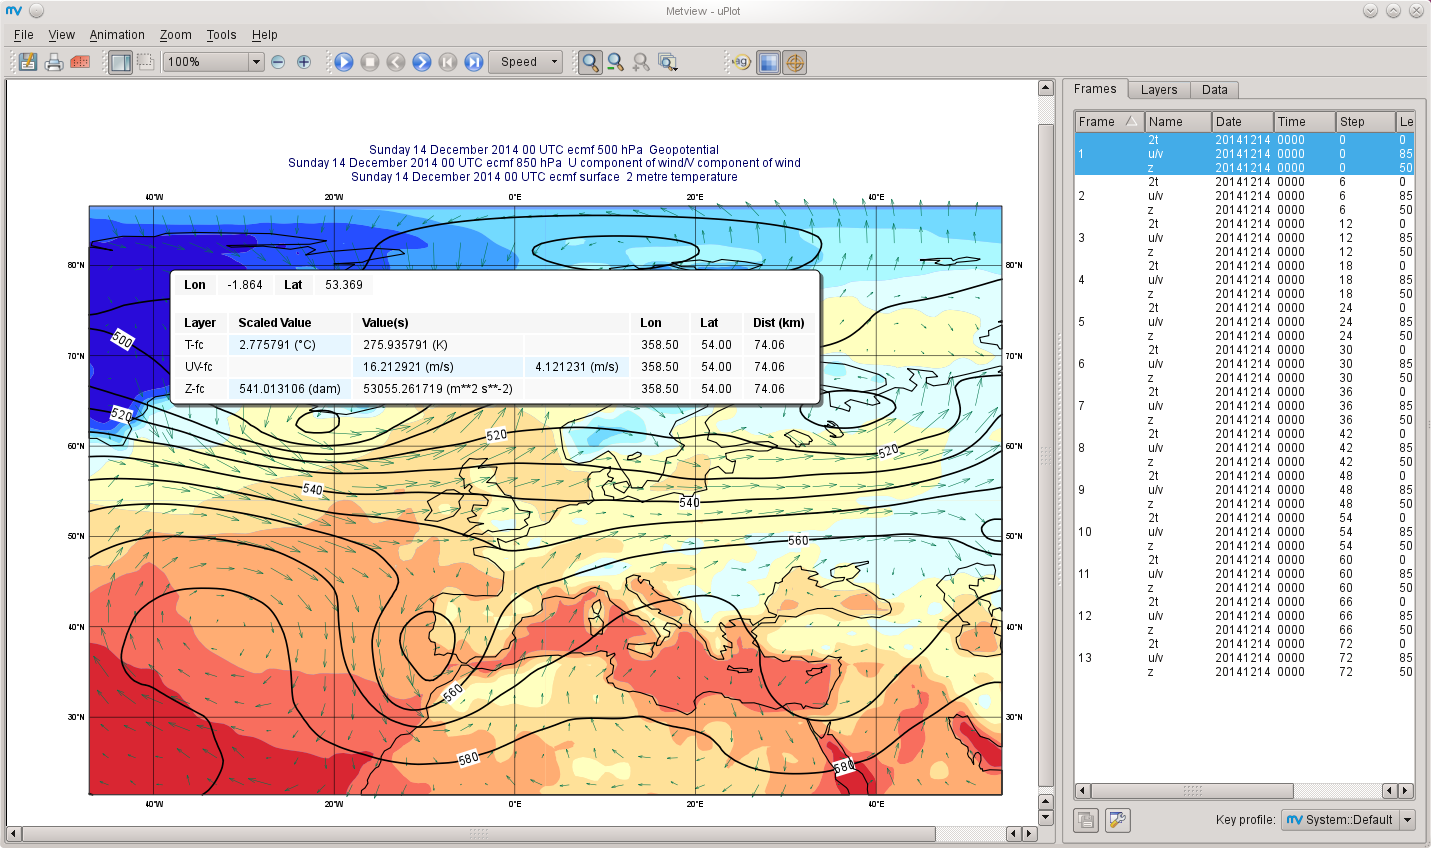 Metview - uPlot
File View Animation Zoom Tools Help
100%
Speed
ag
Frames Layers Data
Frame Name Date Time Step Le
2t 20141214 0000 0 0
1 u/v 20141214 0000 0 85
z 20141214 0000 0 50
2t 20141214 0000 6 0
2 u/v 20141214 0000 6 85
z 20141214 0000 6 50
2t 20141214 0000 12 0
3 u/v 20141214 0000 12 85
z 20141214 0000 12 50
2t 20141214 0000 18 0
4 u/v 20141214 0000 18 85
z 20141214 0000 18 50
2t 20141214 0000 24 0
5 u/v 20141214 0000 24 85
z 20141214 0000 24 50
2t 20141214 0000 30 0
6 u/v 20141214 0000 30 85
z 20141214 0000 30 50
2t 20141214 0000 36 0
7 u/v 20141214 0000 36 85
z 20141214 0000 36 50
2t 20141214 0000 42 0
8 u/v 20141214 0000 42 85
z 20141214 0000 42 50
2t 20141214 0000 48 0
9 u/v 20141214 0000 48 85
z 20141214 0000 48 50
2t 20141214 0000 54 0
10 u/v 20141214 0000 54 85
z 20141214 0000 54 50
2t 20141214 0000 60 0
11 u/v 20141214 0000 60 85
z 20141214 0000 60 50
2t 20141214 0000 66 0
12 u/v 20141214 0000 66 85
z 20141214 0000 66 50
2t 20141214 0000 72 0
13 u/v 20141214 0000 72 85
z 20141214 0000 72 50
Key profile: System::Default
Sunday 14 December 2014 00 UTC ecmf 500 hPa Geopotential
Sunday 14 December 2014 00 UTC ecmf 850 hPa U component of wind/V component of wind
Sunday 14 December 2014 00 UTC ecmf surface 2 metre temperature
40°W 20°W 0°E 20°E 40°E
80°N 80°N
Lon -1.864 Lat 53.369
Layer Scaled Value Value(s) Lon Lat Dist (km)
T-fc 2.775791 (°C) 275.935791 (K) 358.50 54.00 74.06
UV-fc 16.212921 (m/s) 4.121231 (m/s) 358.50 54.00 74.06
Z-fc 541.013106 (dam) 53055.261719 (m**2 s**-2) 358.50 54.00 74.06
500
70°N 70°N
520
520
60°N 520 60°N
540
540
50°N 560 50°N
40°N 40°N
560
30°N 30°N
580
580
40°W 20°W 0°E 20°E 40°E